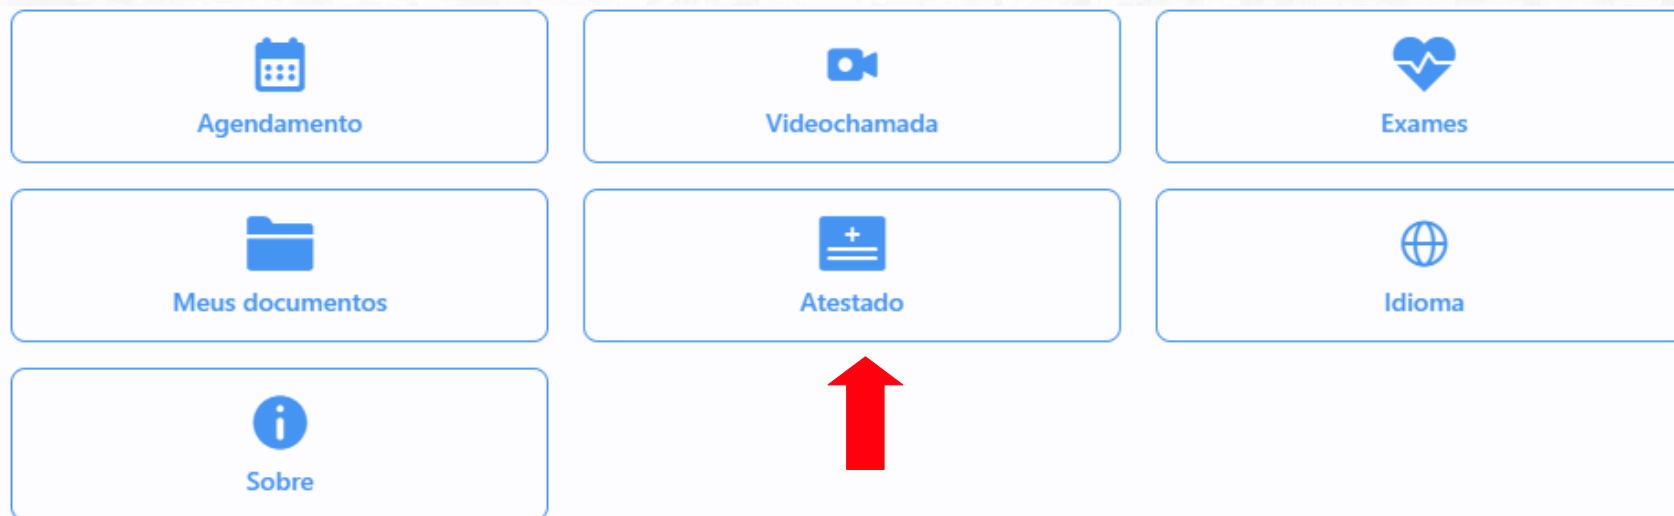 Agendamento
Videochamada
Exames
Meus documentos
Atestado
Idioma
Sobre